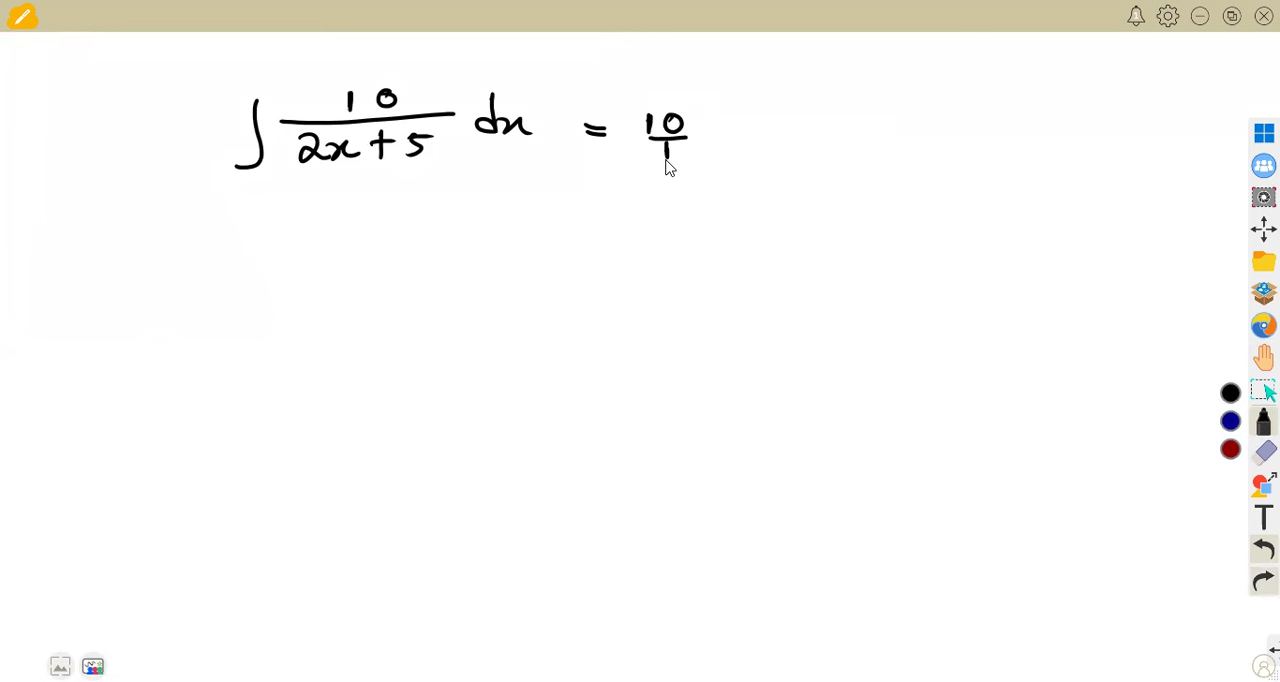 ∫ 10/(2x+5) dx = 10/1
T